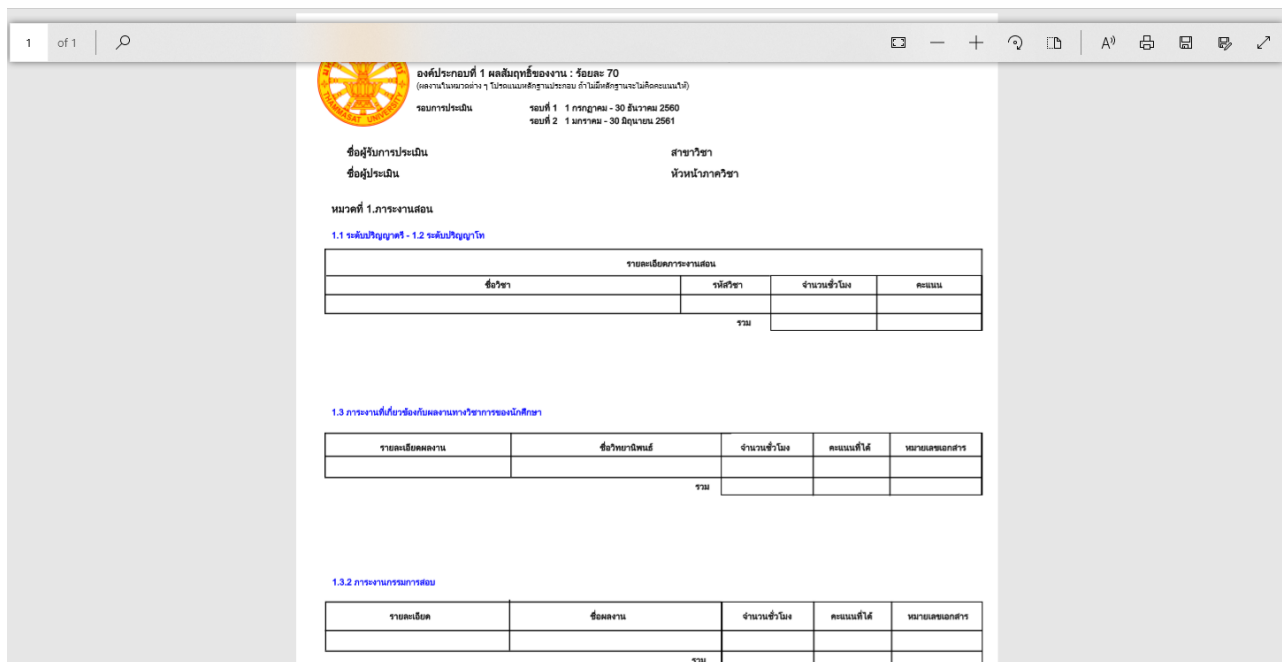 1 of 1
องค์ประกอบที่ 1 ผลสัมฤทธิ์ของงาน : ร้อยละ 70
(ผลงานในหมวดต่าง ๆ โปรดแนบหลักฐานประกอบ ถ้าไม่มีหลักฐานจะไม่คิดคะแนนให้)
THAMMASAT UNIVERSITY
รอบการประเมิน รอบที่ 1 1 กรกฎาคม - 30 ธันวาคม 2560
รอบที่ 2 1 มกราคม - 30 มิถุนายน 2561
ชื่อผู้รับการประเมิน สาขาวิชา
ชื่อผู้ประเมิน หัวหน้าภาควิชา
หมวดที่ 1.ภาระงานสอน
1.1 ระดับปริญญาตรี - 1.2 ระดับปริญญาโท
รายละเอียดภาระงานสอน
ชื่อวิชา รหัสวิชา จำนวนชั่วโมง คะแนน
รวม
1.3 ภาระงานที่เกี่ยวข้องกับผลงานทางวิชาการของนักศึกษา
รายละเอียดผลงาน ชื่อวิทยานิพนธ์ จำนวนชั่วโมง คะแนนที่ได้ หมายเลขเอกสาร
รวม
1.3.2 ภาระงานกรรมการสอบ
รายละเอียด ชื่อผลงาน จำนวนชั่วโมง คะแนนที่ได้ หมายเลขเอกสาร
รวม